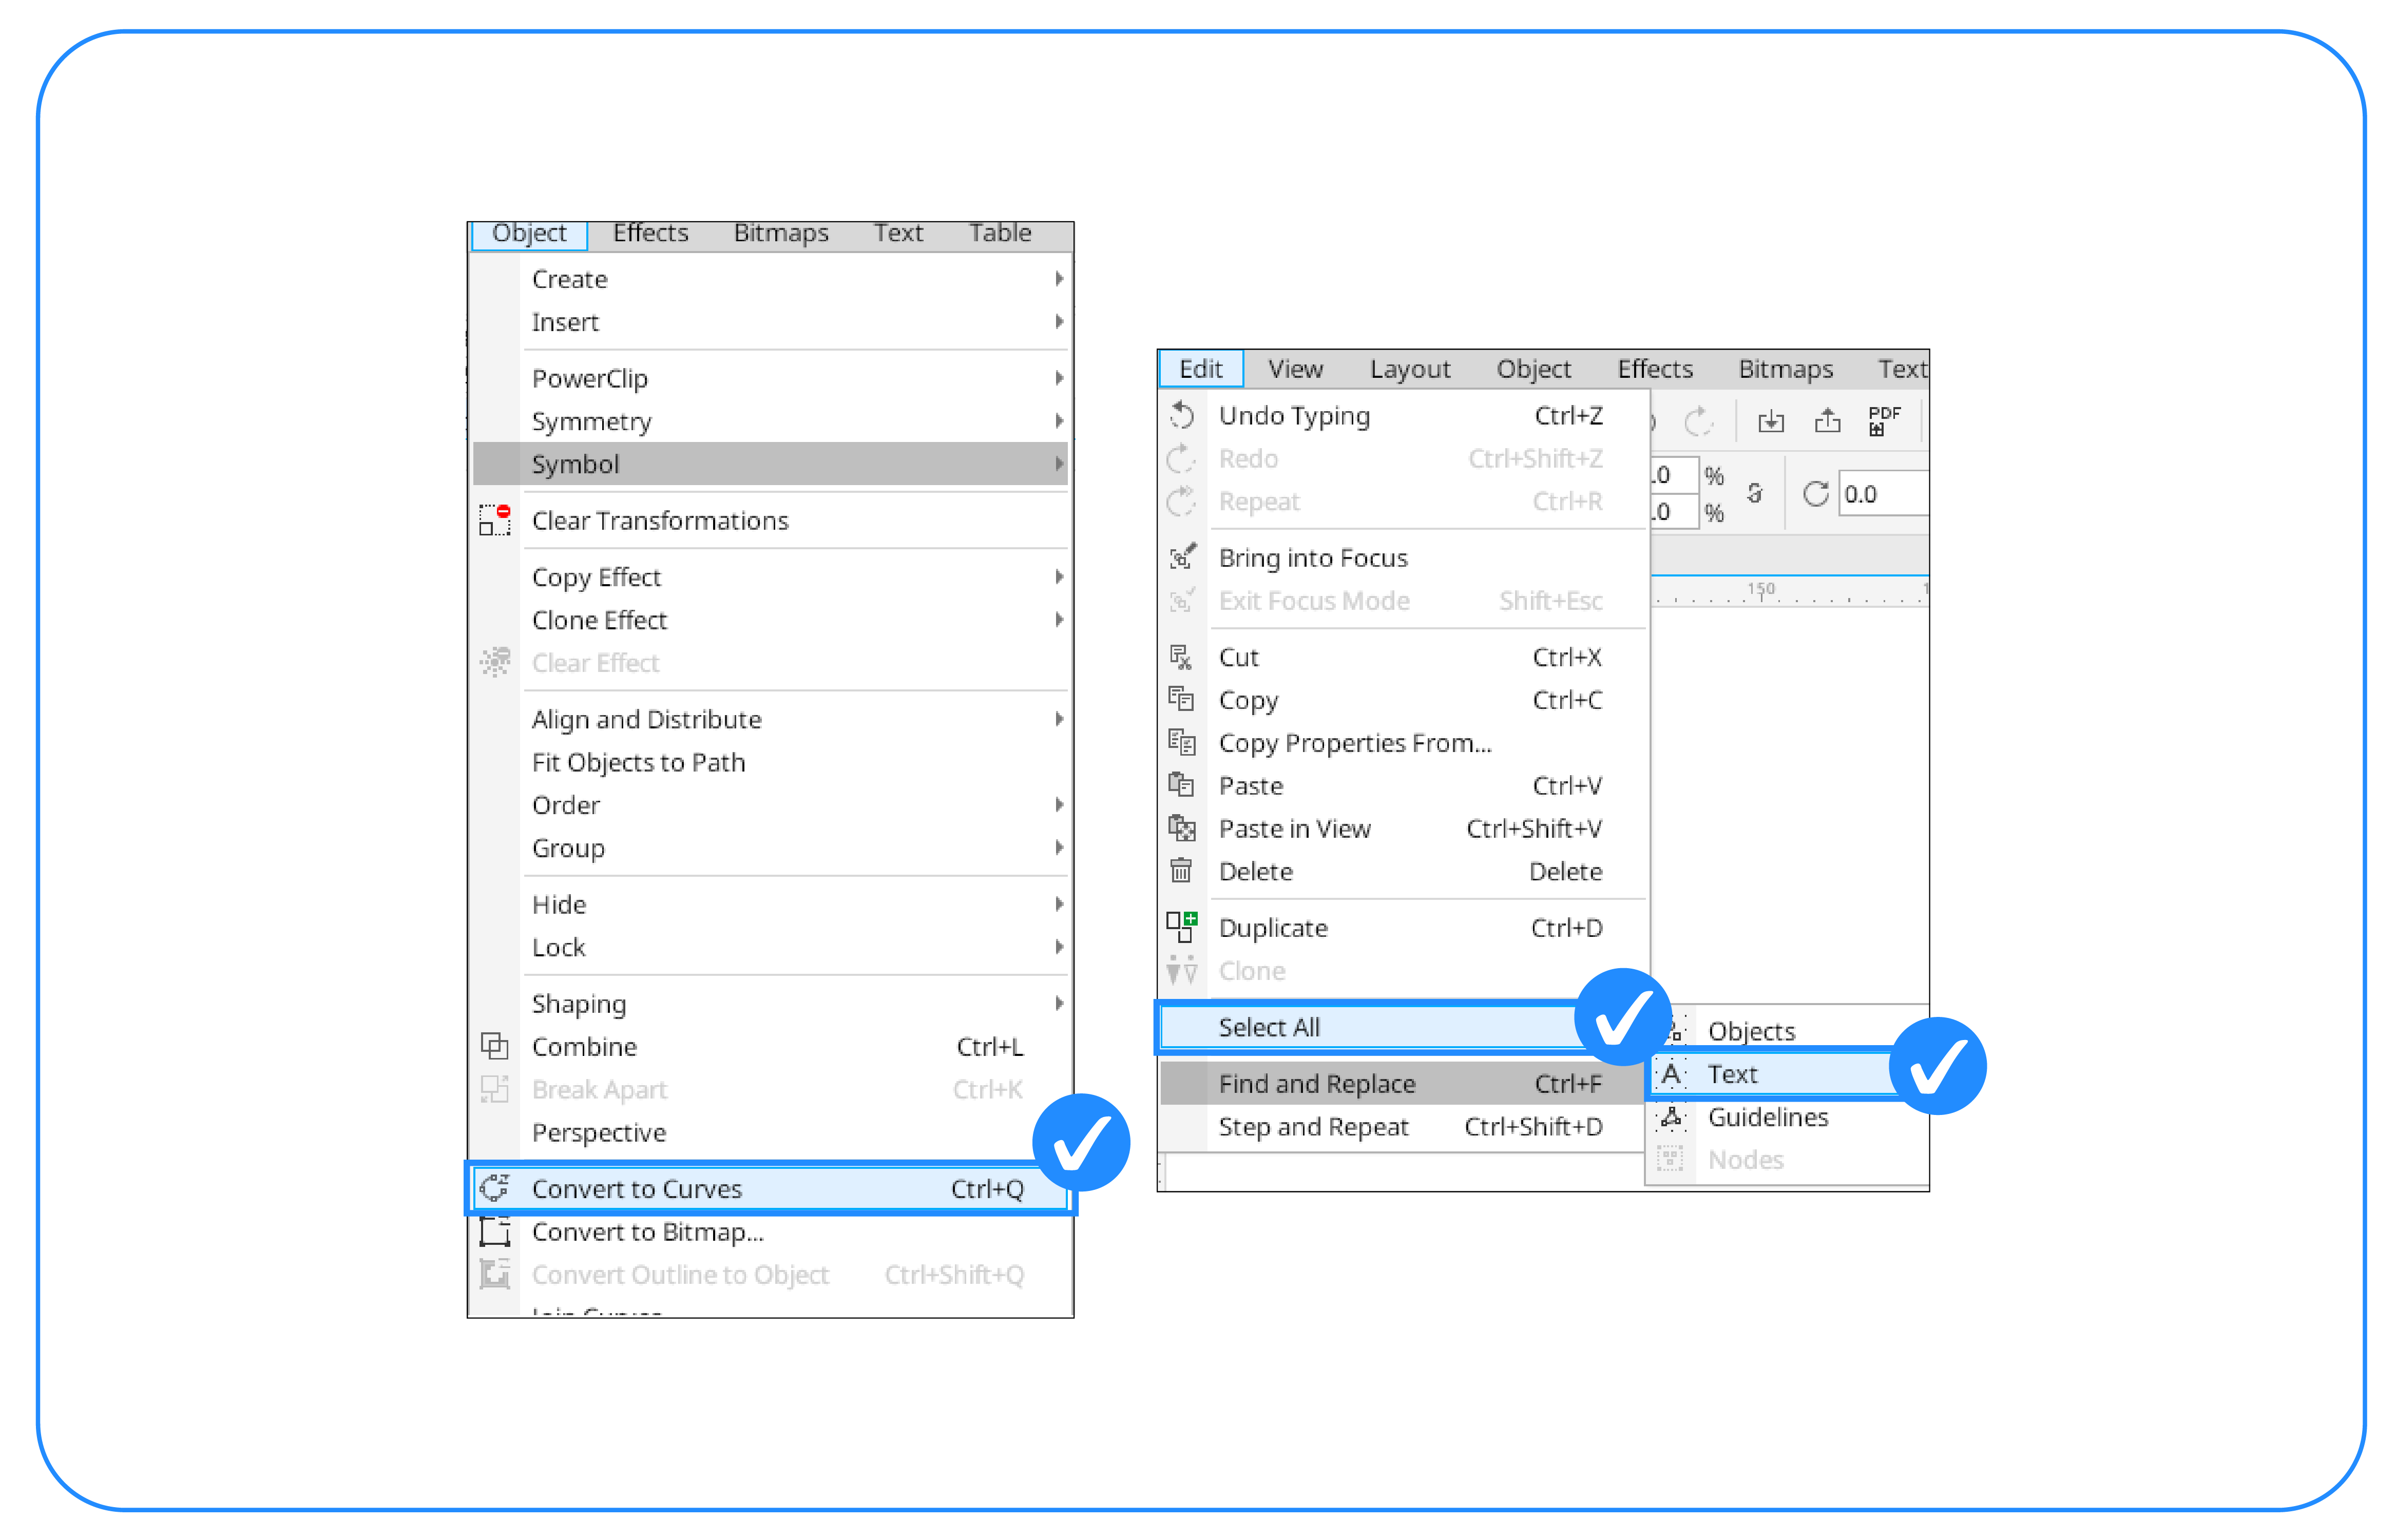 Object Effects Bitmaps Text Table
Create
Insert
PowerClip
Symmetry
Symbol
Clear Transformations
Copy Effect
Clone Effect
Clear Effect
Align and Distribute
Fit Objects to Path
Order
Group
Hide
Lock
Shaping
Combine Ctrl+L
Break Apart Ctrl+K
Perspective
Convert to Curves Ctrl+Q
Convert to Bitmap...
Convert Outline to Object Ctrl+Shift+Q
Edit View Layout Object Effects Bitmaps Text
Undo Typing Ctrl+Z
Redo Ctrl+Shift+Z
Repeat Ctrl+R
Bring into Focus
Exit Focus Mode Shift+Esc
Cut Ctrl+X
Copy Ctrl+C
Copy Properties From...
Paste Ctrl+V
Paste in View Ctrl+Shift+V
Delete Delete
Duplicate Ctrl+D
Clone
Select All
Find and Replace Ctrl+F
Step and Repeat Ctrl+Shift+D
PDF
.0 %
.0 %
0.0
150
Objects
A Text
Guidelines
Nodes